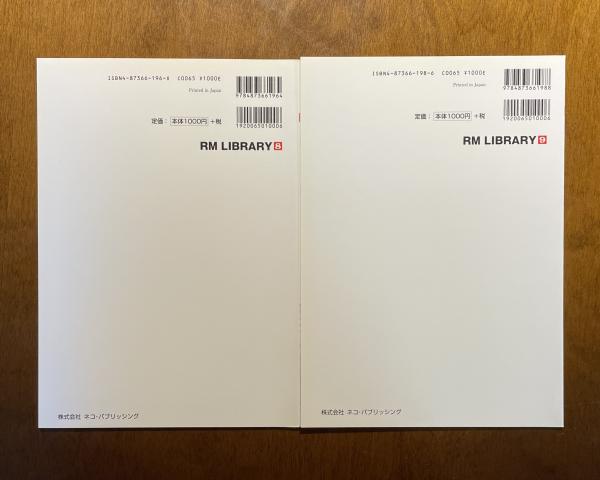 ISBN4-87366-196-X C0065 ¥1000E
Printed in Japan
9784873661964
定価：本体1000円+税
1920065010006
RM LIBRARY 8
株式会社 ネコ・パブリッシング
ISBN4-87366-198-6 C0065 ¥1000E
Printed in Japan
9784873661988
定価：本体1000円+税
1920065010006
RM LIBRARY 9
株式会社 ネコ・パブリッシング